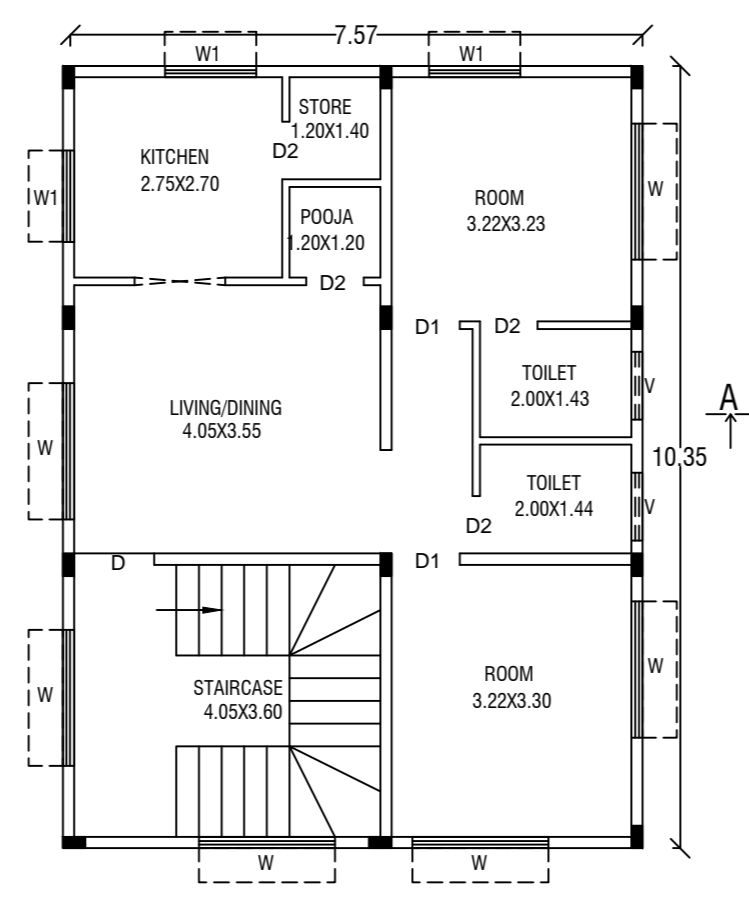 7.57
W1
W1
STORE
1.20X1.40
D2
KITCHEN
2.75X2.70
W1
ROOM
3.22X3.23
W
POOJA
1.20X1.20
D2
D1
D2
TOILET
2.00X1.43
V
A
LIVING/DINING
4.05X3.55
W
10.35
TOILET
2.00X1.44
V
D2
D
D1
STAIRCASE
4.05X3.60
W
ROOM
3.22X3.30
W
W
W